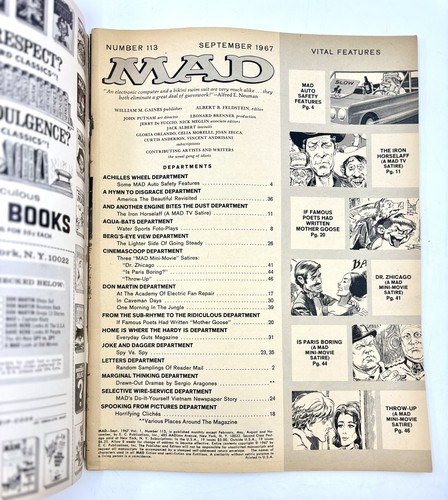 RESPECT?
CLASSICS"
INDULGENCE?
CLASSICS"
BOOKS
NUMBER 113 SEPTEMBER 1967
MAD
"An electronic computer and a bikini swim suit are very much alike . . . they
both eliminate a great deal of guesswork!"—Alfred E. Neuman
WILLIAM M. GAINES publisher ALBERT B. FELDSTEIN, editor
JOHN PUTNAM art director LEONARD BRENNER production
JERRY De FUCCIO, NICK MEGLIN associate editors
JACK ALBERT lawsuits
GLORIA ORLANDO, CELIA MORELLI, JOAN ZECCA,
CURTIS ANDERSON, VINCENT ANDRISANI
subscriptions
CONTRIBUTING ARTISTS AND WRITERS
the usual gang of idiots
DEPARTMENTS
ACHILLES WHEEL DEPARTMENT
Some MAD Auto Safety Features 4
A HYMN TO DISGRACE DEPARTMENT
America The Beautiful Revisited 36
AND ANOTHER ENGINE BITES THE DUST DEPARTMENT
The Iron Horselaff (A MAD TV Satire) 11
AQUA-BATS DEPARTMENT
Water Sports Foto-Plays 8
BERG'S-EYE VIEW DEPARTMENT
The Lighter Side Of Going Steady 26
CINEMASCOOP DEPARTMENT
Three "MAD Mini-Movie" Satires:
"Dr. Zhicago 41
"Is Paris Boring?" 44
"Throw-Up" 46
DON MARTIN DEPARTMENT
At The Academy Of Electric Fan Repair 17
In Caveman Days 30
One Morning In The Jungle 39
FROM THE SUB-RHYME TO THE RIDICULOUS DEPARTMENT
If Famous Poets Had Written "Mother Goose" 20
HOME IS WHERE THE HARDY IS DEPARTMENT
Everyday Guts Magazine 31
JOKE AND DAGGER DEPARTMENT
Spy Vs. Spy 23, 35
LETTERS DEPARTMENT
Random Samplings Of Reader Mail 2
MARGINAL THINKING DEPARTMENT
Drawn-Out Dramas by Sergio Aragones **
SELECTIVE WIRE-SERVICE DEPARTMENT
MAD's Do-It-Yourself Vietnam Newspaper Story 24
SPOOKING FROM PICTURES DEPARTMENT
Horrifying Clichés 18
**Various Places Around The Magazine
VITAL FEATURES
MAD
AUTO
SAFETY
FEATURES
Pg. 4
SLOW
THE IRON
HORSELAFF
(A MAD TV
SATIRE)
Pg. 11
IF FAMOUS
POETS HAD
WRITTEN
MOTHER GOOSE
Pg. 20
DR. ZHICAGO
(A MINI-MOVIE
SATIRE)
Pg. 41
IS PARIS BORING
(A MINI-MOVIE
SATIRE)
Pg. 44
THROW-UP
(A MINI-MOVIE
SATIRE)
Pg. 46